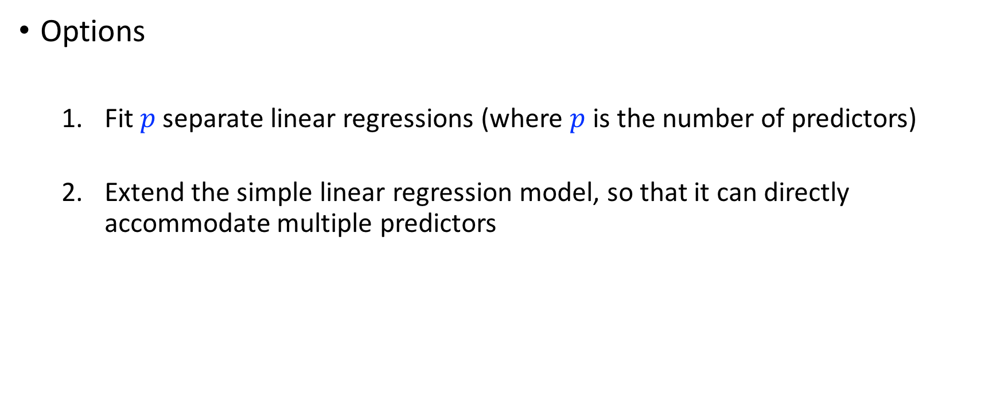 • Options
1. Fit p separate linear regressions (where p is the number of predictors)
2. Extend the simple linear regression model, so that it can directly
accommodate multiple predictors